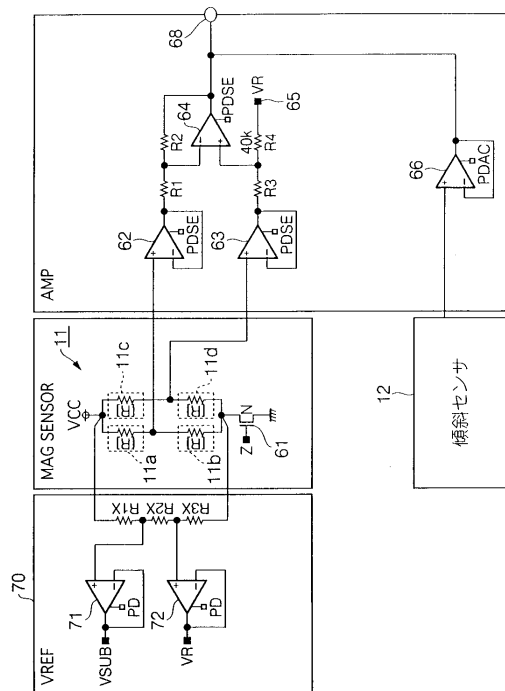 70
VREF
71
PD
VSUB
72
PD
VR
R1X
R2X
R3X
MAG SENSOR
11
VCC
11c
11a
11d
11b
Z
N
61
AMP
68
R2
64
PDSE
R1
62
PDSE
40k
VR
65
R4
R3
63
PDSE
66
PDAC
12
傾斜センサ